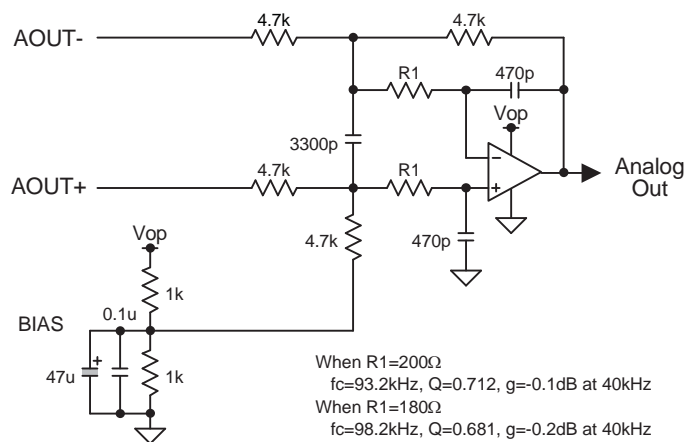 4.7k
4.7k
AOUT-
R1
470p
Vop
3300p
−
+
Analog
Out
4.7k
R1
AOUT+
4.7k
470p
Vop
1k
0.1u
BIAS
+
47u
1k
When R1=200Ω
fc=93.2kHz, Q=0.712, g=-0.1dB at 40kHz
When R1=180Ω
fc=98.2kHz, Q=0.681, g=-0.2dB at 40kHz